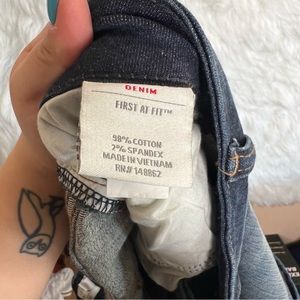 DENIM
FIRST AT FIT™
98% COTTON
2% SPANDEX
MADE IN VIETNAM
RN# 148862